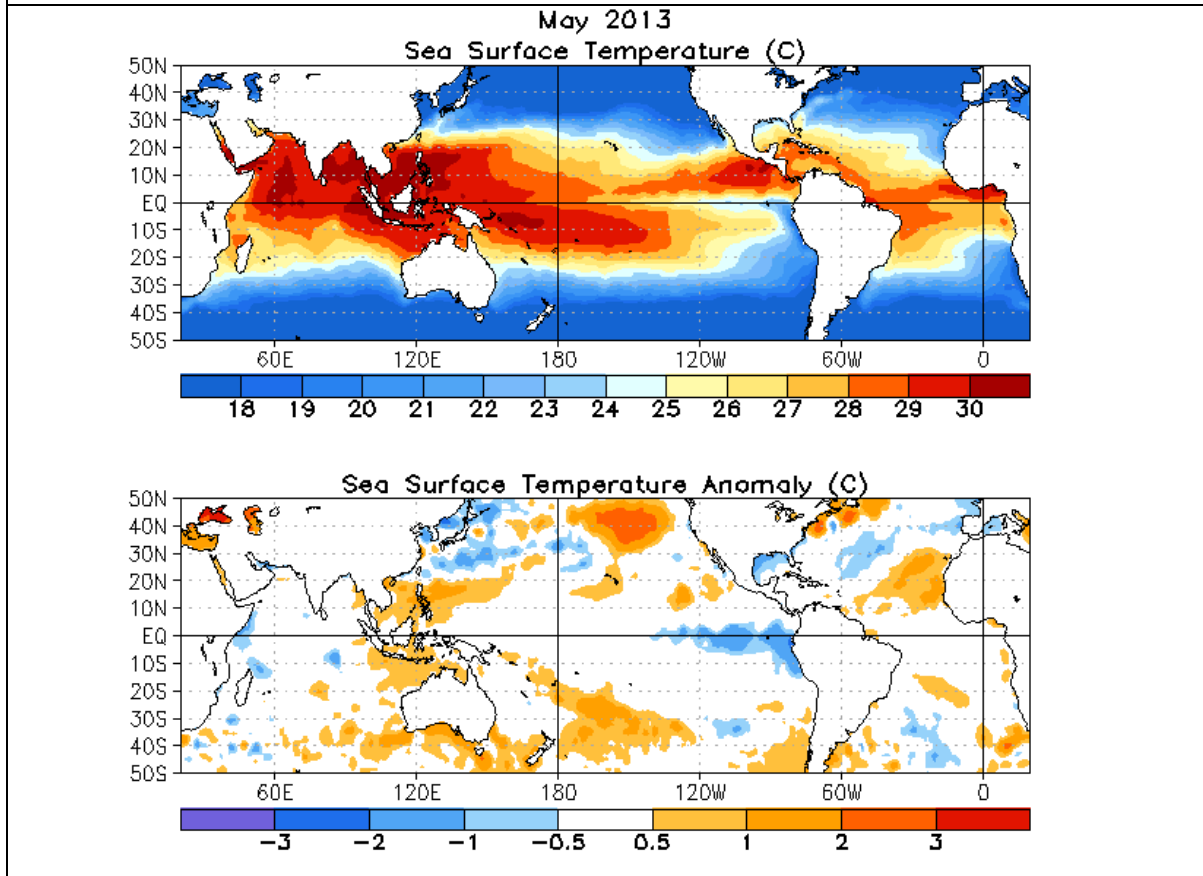 May 2013
Sea Surface Temperature (C)
50N
40N
30N
20N
10N
EQ
10S
20S
30S
40S
50S
60E 120E 180 120W 60W 0
18 19 20 21 22 23 24 25 26 27 28 29 30
Sea Surface Temperature Anomaly (C)
50N
40N
30N
20N
10N
EQ
10S
20S
30S
40S
50S
60E 120E 180 120W 60W 0
-3 -2 -1 -0.5 0.5 1 2 3